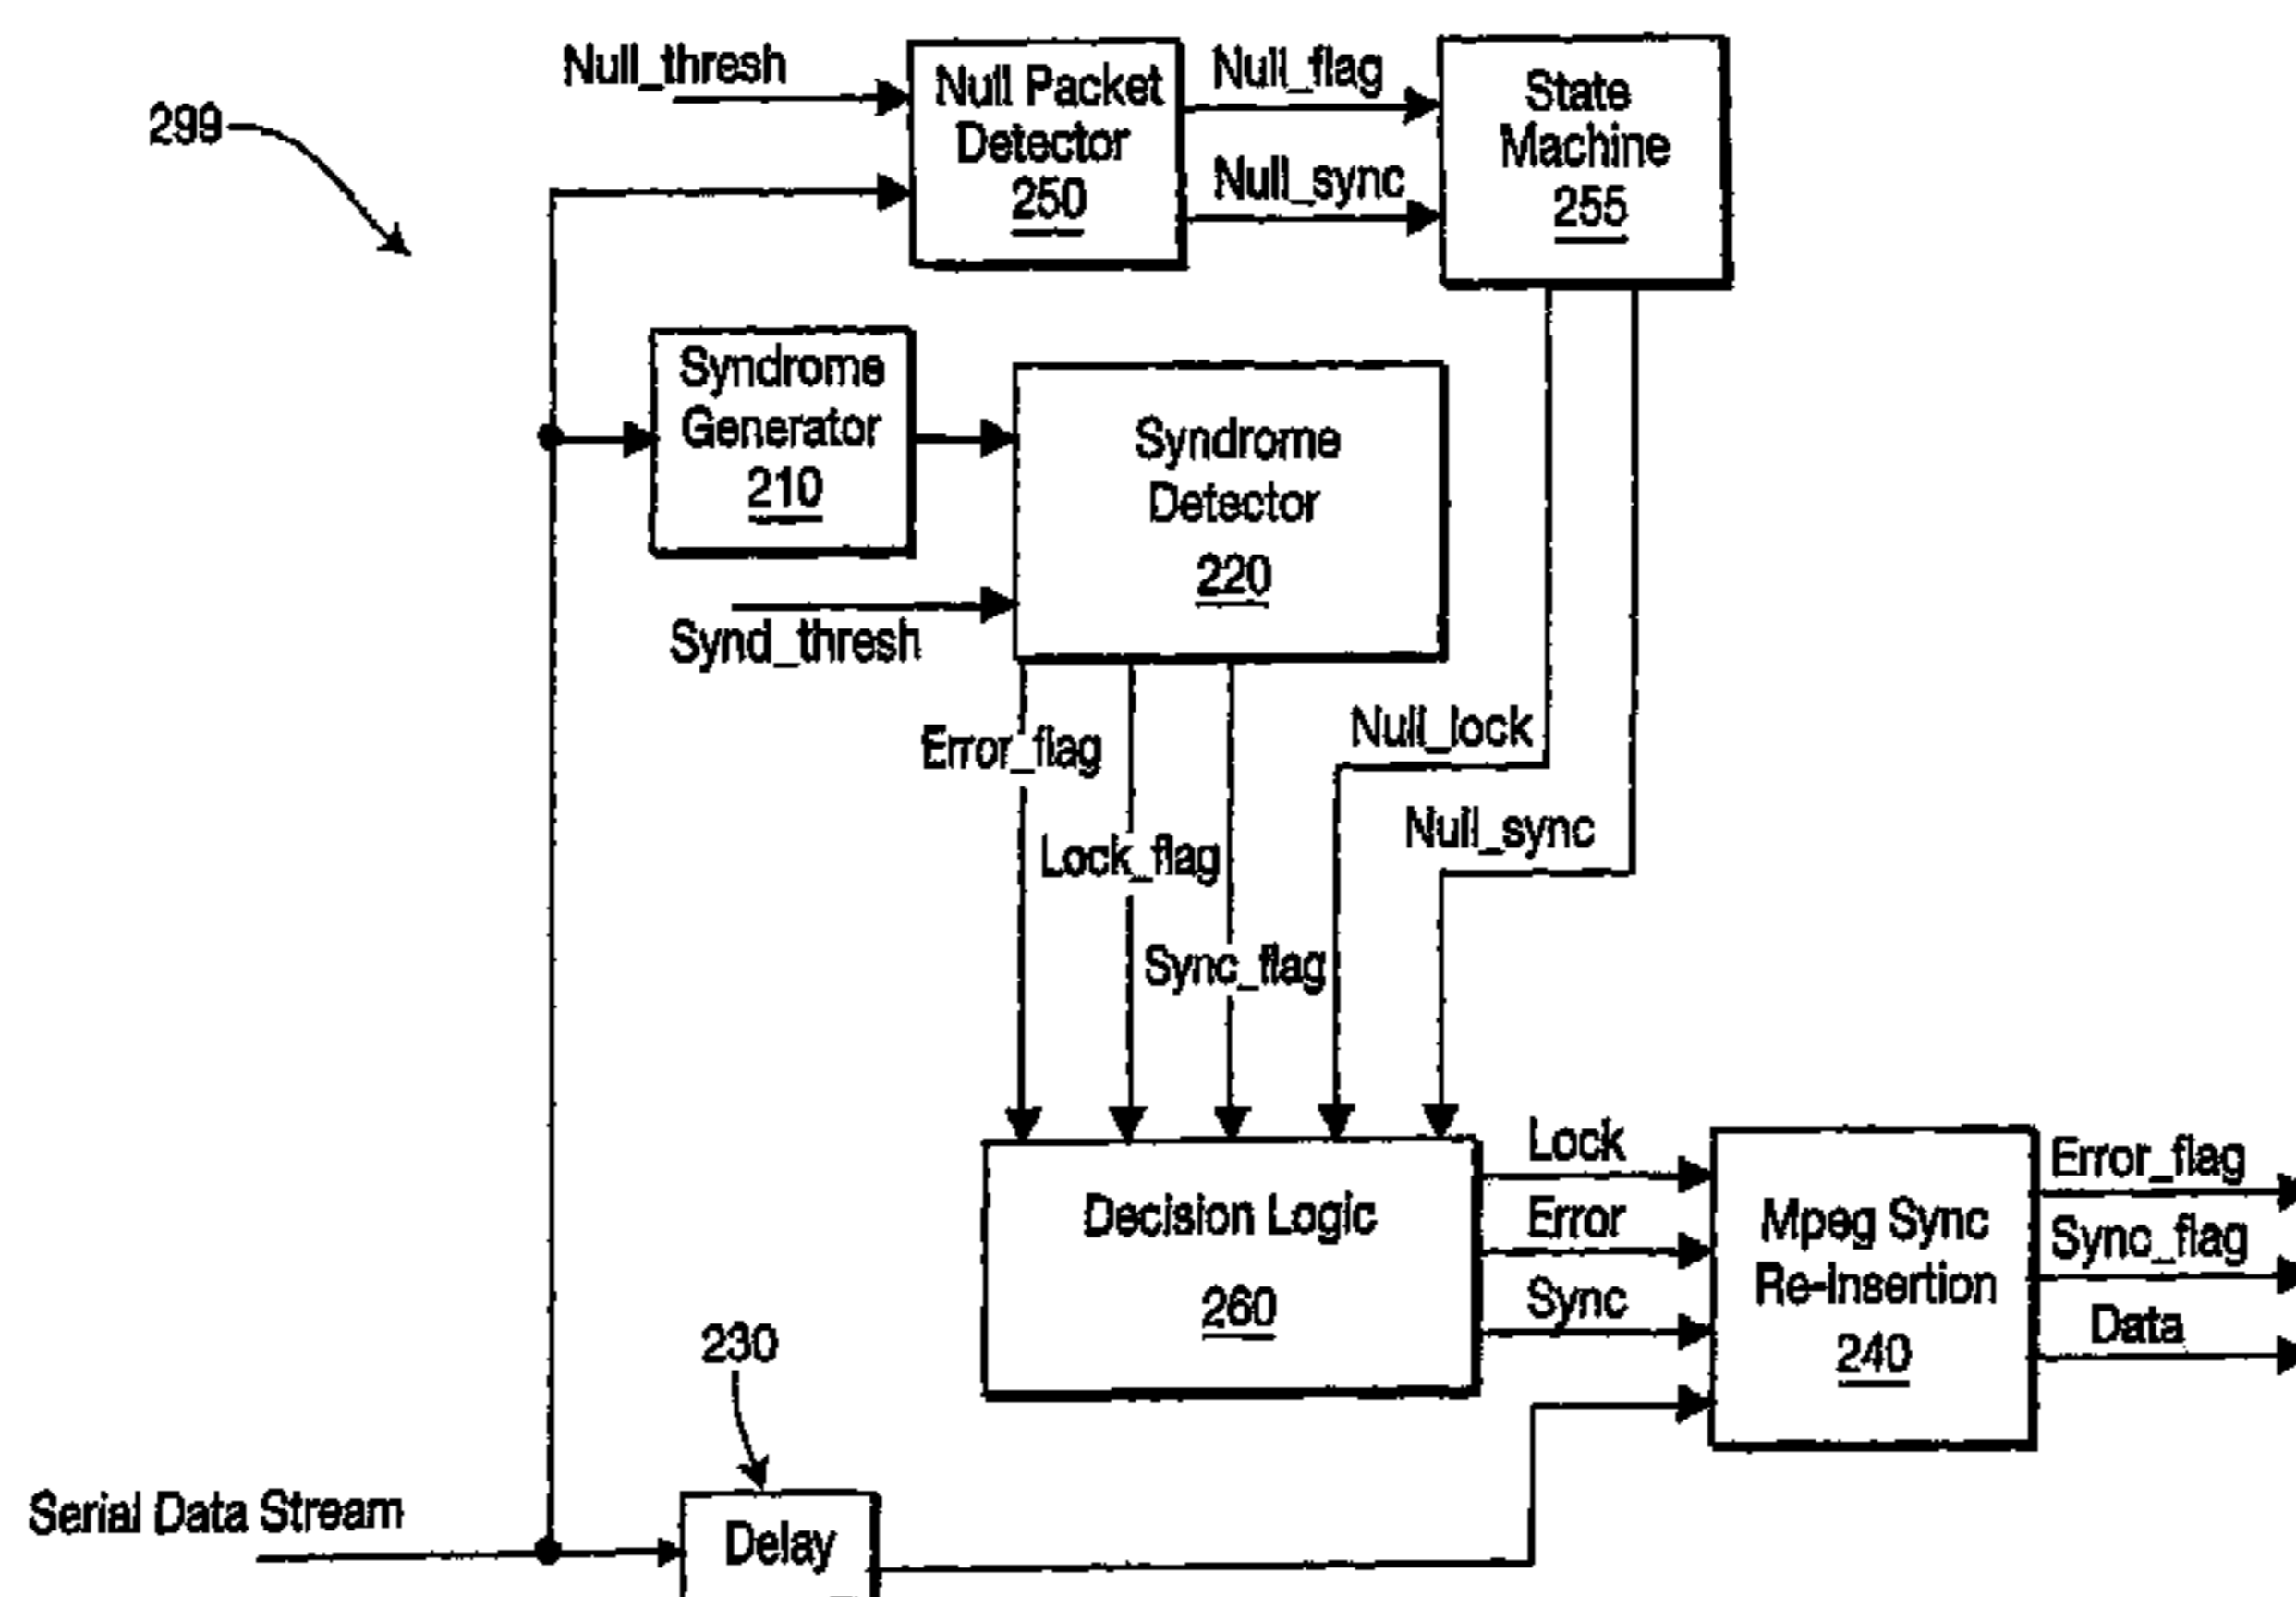 299
Null_thresh
Null Packet
Detector
250
Null_flag
Null_sync
State
Machine
255
Syndrome
Generator
210
Synd_thresh
Syndrome
Detector
220
Error_flag
Lock_flag
Sync_flag
Null_lock
Null_sync
Decision Logic
260
Lock
Error
Sync
Mpeg Sync
Re-Insertion
240
Error_flag
Sync_flag
Data
230
Serial Data Stream
Delay